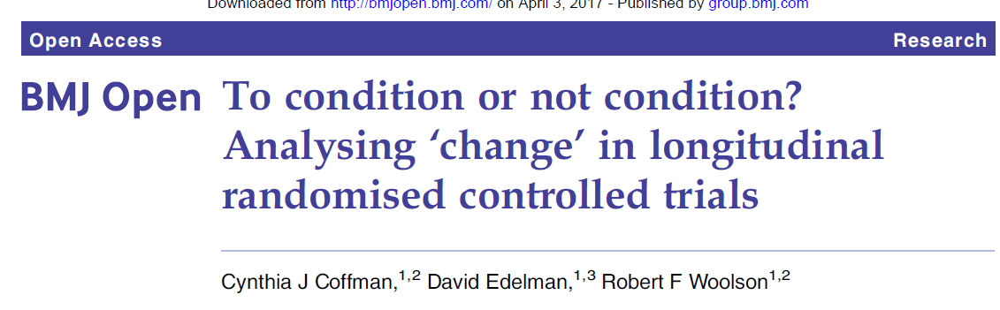 Downloaded from http://bmjopen.bmj.com/ on April 3, 2017 - Published by group.bmj.com
Open Access Research
BMJ Open To condition or not condition?
Analysing ‘change’ in longitudinal
randomised controlled trials
Cynthia J Coffman,1,2 David Edelman,1,3 Robert F Woolson1,2